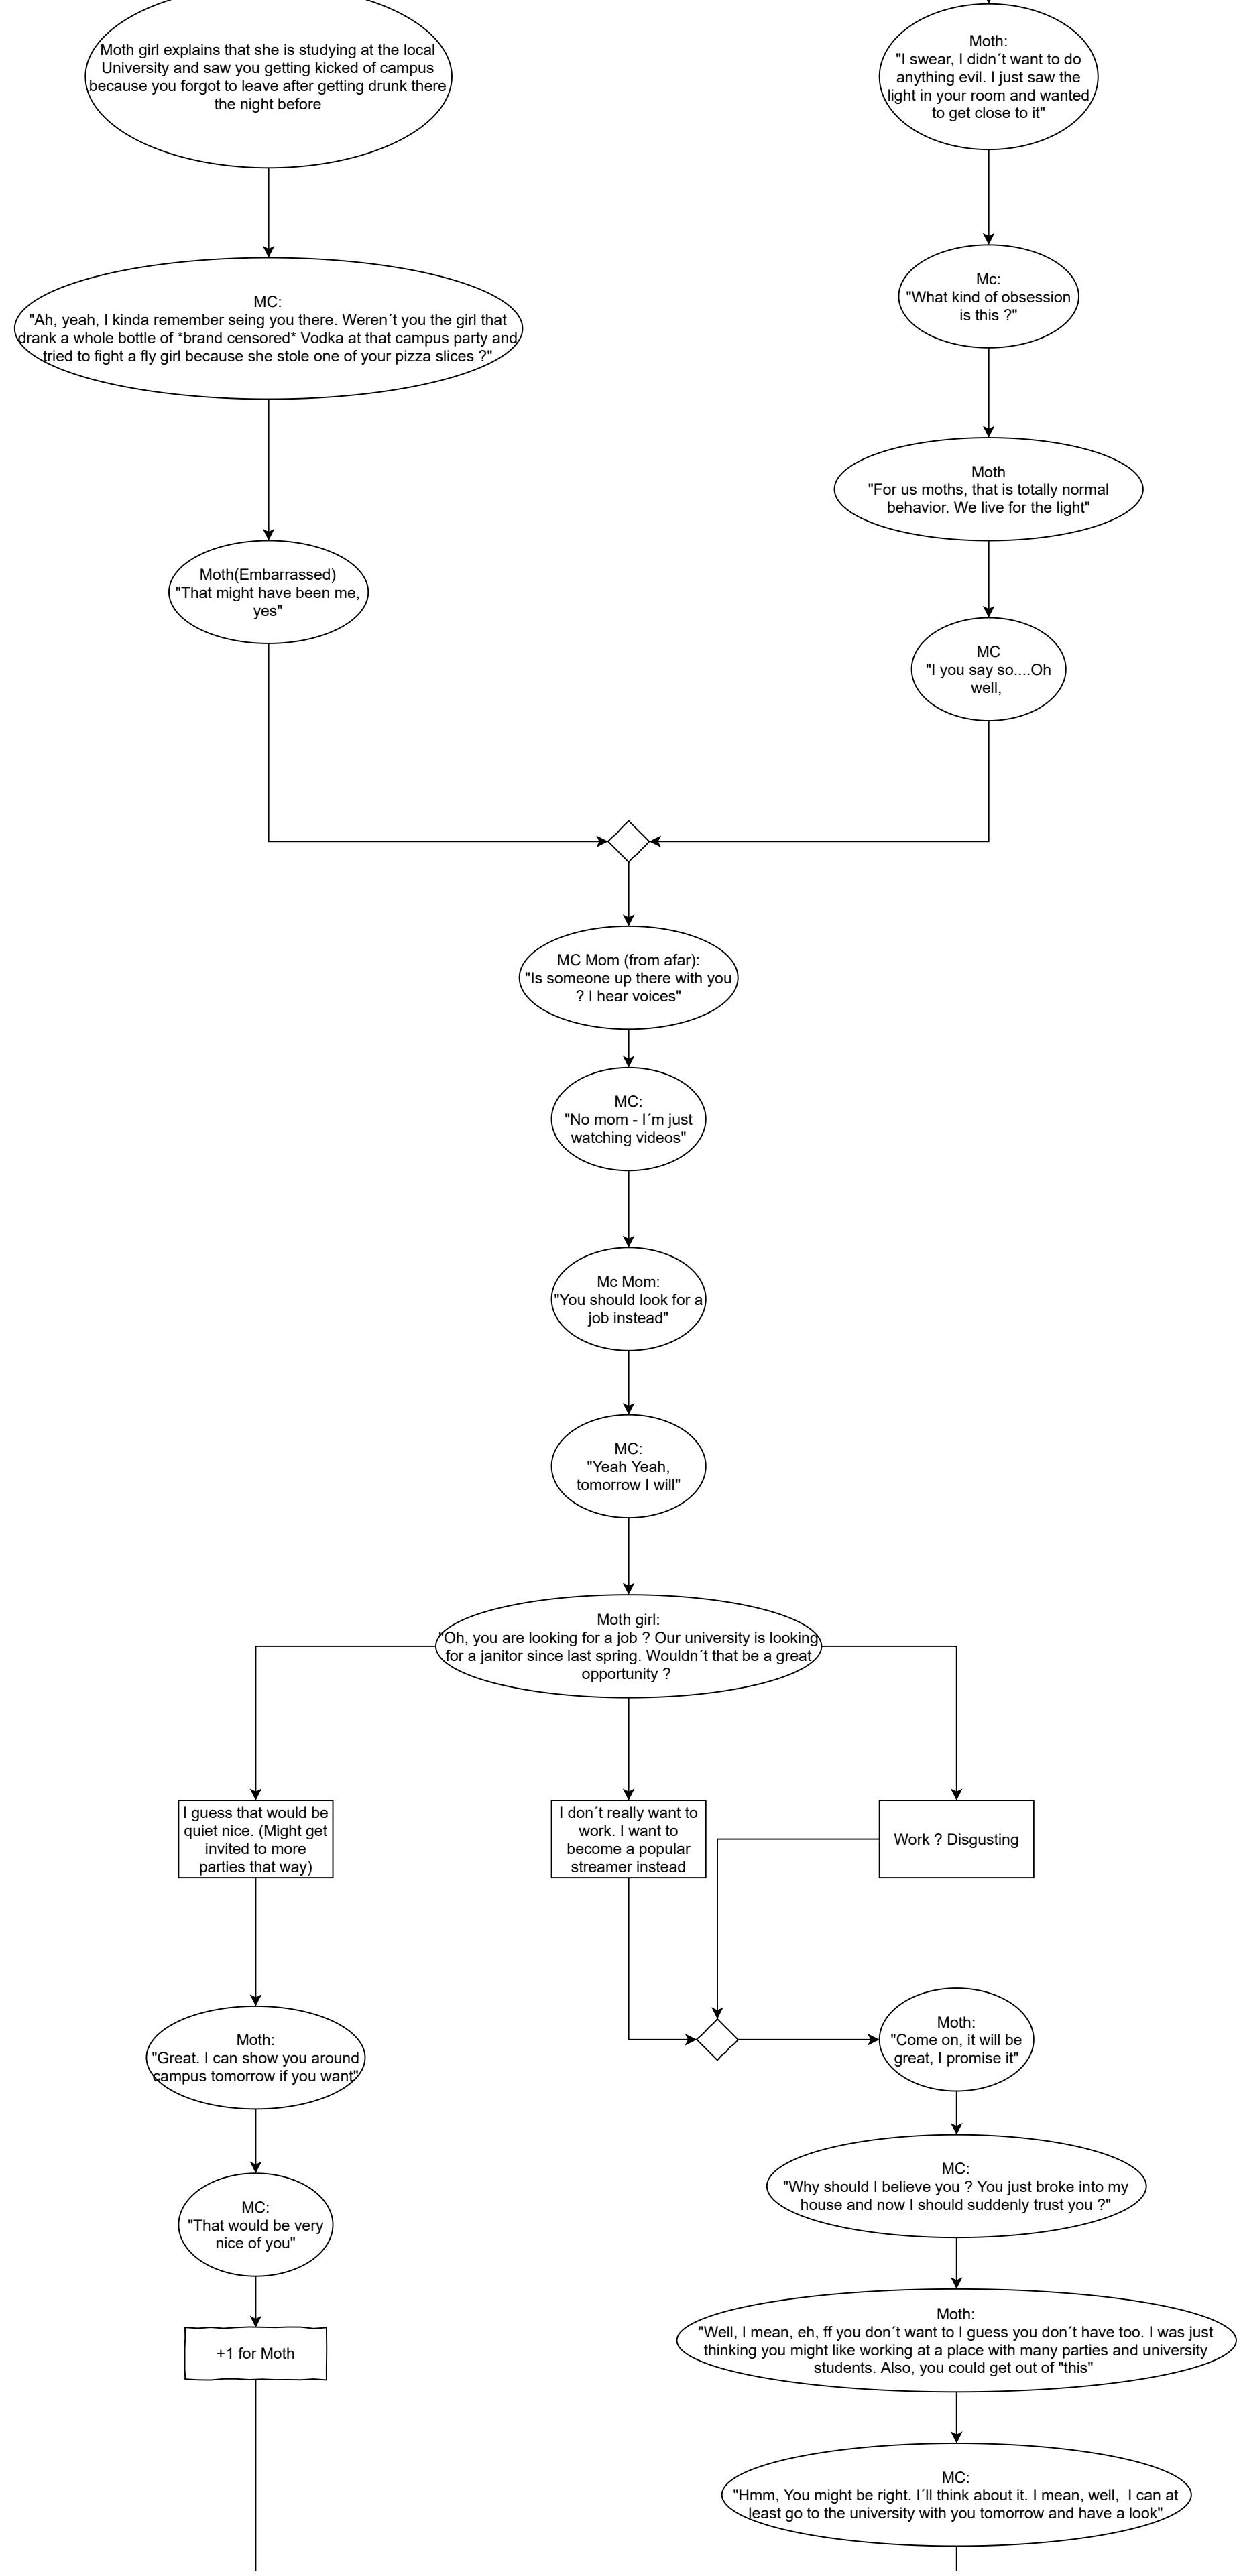 Moth girl explains that she is studying at the local
University and saw you getting kicked of campus
because you forgot to leave after getting drunk there
the night before
Moth:
"I swear, I didn´t want to do
anything evil. I just saw the
light in your room and wanted
to get close to it"
MC:
"Ah, yeah, I kinda remember seing you there. Weren´t you the girl that
drank a whole bottle of *brand censored* Vodka at that campus party and
tried to fight a fly girl because she stole one of your pizza slices ?"
Mc:
"What kind of obsession
is this ?"
Moth
"For us moths, that is totally normal
behavior. We live for the light"
Moth(Embarrassed)
"That might have been me,
yes"
MC
"I you say so....Oh
well,
MC Mom (from afar):
"Is someone up there with you
? I hear voices"
MC:
"No mom - I´m just
watching videos"
Mc Mom:
"You should look for a
job instead"
MC:
"Yeah Yeah,
tomorrow I will"
Moth girl:
"Oh, you are looking for a job ? Our university is looking
for a janitor since last spring. Wouldn´t that be a great
opportunity ?
I guess that would be
quiet nice. (Might get
invited to more
parties that way)
I don´t really want to
work. I want to
become a popular
streamer instead
Work ? Disgusting
Moth:
"Great. I can show you around
campus tomorrow if you want"
Moth:
"Come on, it will be
great, I promise it"
MC:
"That would be very
nice of you"
MC:
"Why should I believe you ? You just broke into my
house and now I should suddenly trust you ?"
+1 for Moth
Moth:
"Well, I mean, eh, ff you don´t want to I guess you don´t have too. I was just
thinking you might like working at a place with many parties and university
students. Also, you could get out of "this"
MC:
"Hmm, You might be right. I´ll think about it. I mean, well,  I can at
least go to the university with you tomorrow and have a look"